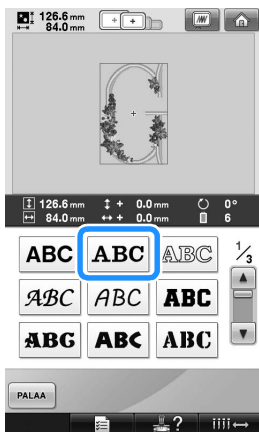 126.6 mm
84.0 mm
126.6 mm + 0.0 mm 0°
84.0 mm + 0.0 mm 6
ABC ABC ABC 1/3
ABC ABC ABC
ABC ABC ABC
PALAA
?